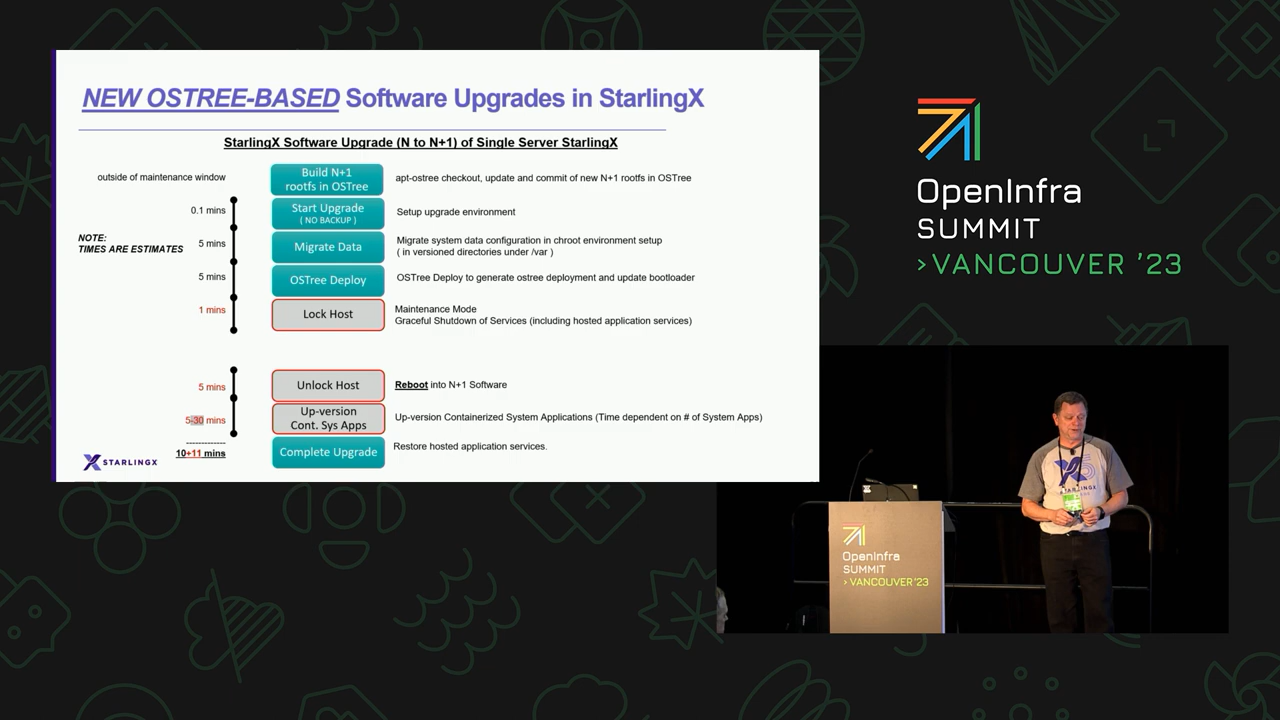 NEW OSTREE-BASED Software Upgrades in StarlingX
StarlingX Software Upgrade (N to N+1) of Single Server StarlingX
outside of maintenance window
Build N+1
rootfs in OSTree
apt-ostree checkout, update and commit of new N+1 rootfs in OSTree
0.1 mins
Start Upgrade
( NO BACKUP )
Setup upgrade environment
NOTE:
TIMES ARE ESTIMATES
5 mins
Migrate Data
Migrate system data configuration in chroot environment setup
( in versioned directories under /var )
5 mins
OSTree Deploy
OSTree Deploy to generate ostree deployment and update bootloader
1 mins
Lock Host
Maintenance Mode
Graceful Shutdown of Services (including hosted application services)
5 mins
Unlock Host
Reboot into N+1 Software
5-30 mins
Up-version
Cont. Sys Apps
Up-version Containerized System Applications (Time dependent on # of System Apps)
-------------
10+11 mins
Complete Upgrade
Restore hosted application services.
STARLINGX
OpenInfra
SUMMIT
>VANCOUVER '23
STARLINGX
OpenInfra
SUMMIT
> VANCOUVER '23